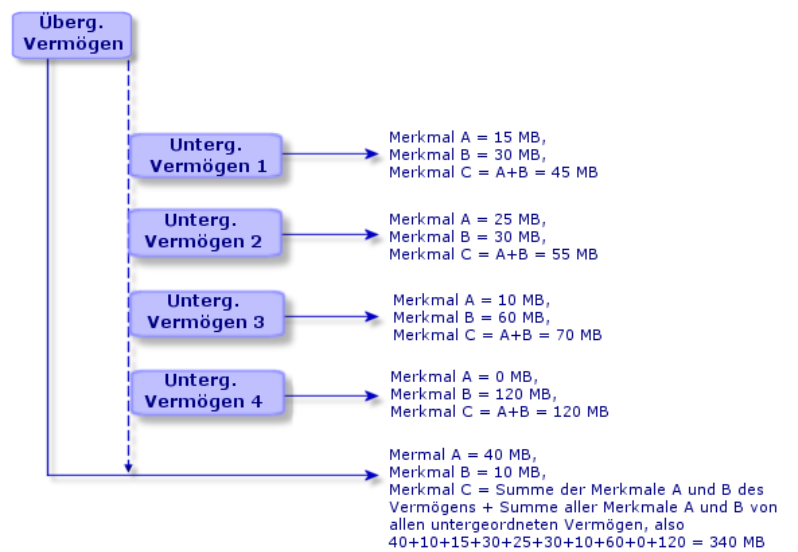 Überg.
Vermögen
Unterg.
Vermögen 1
Merkmal A = 15 MB,
Merkmal B = 30 MB,
Merkmal C = A+B = 45 MB
Unterg.
Vermögen 2
Merkmal A = 25 MB,
Merkmal B = 30 MB,
Merkmal C = A+B = 55 MB
Unterg.
Vermögen 3
Merkmal A = 10 MB,
Merkmal B = 60 MB,
Merkmal C = A+B = 70 MB
Unterg.
Vermögen 4
Merkmal A = 0 MB,
Merkmal B = 120 MB,
Merkmal C = A+B = 120 MB
Mermal A = 40 MB,
Merkmal B = 10 MB,
Merkmal C = Summe der Merkmale A und B des
Vermögens + Summe aller Merkmale A und B von
allen untergeordneten Vermögen, also
40+10+15+30+25+30+10+60+0+120 = 340 MB